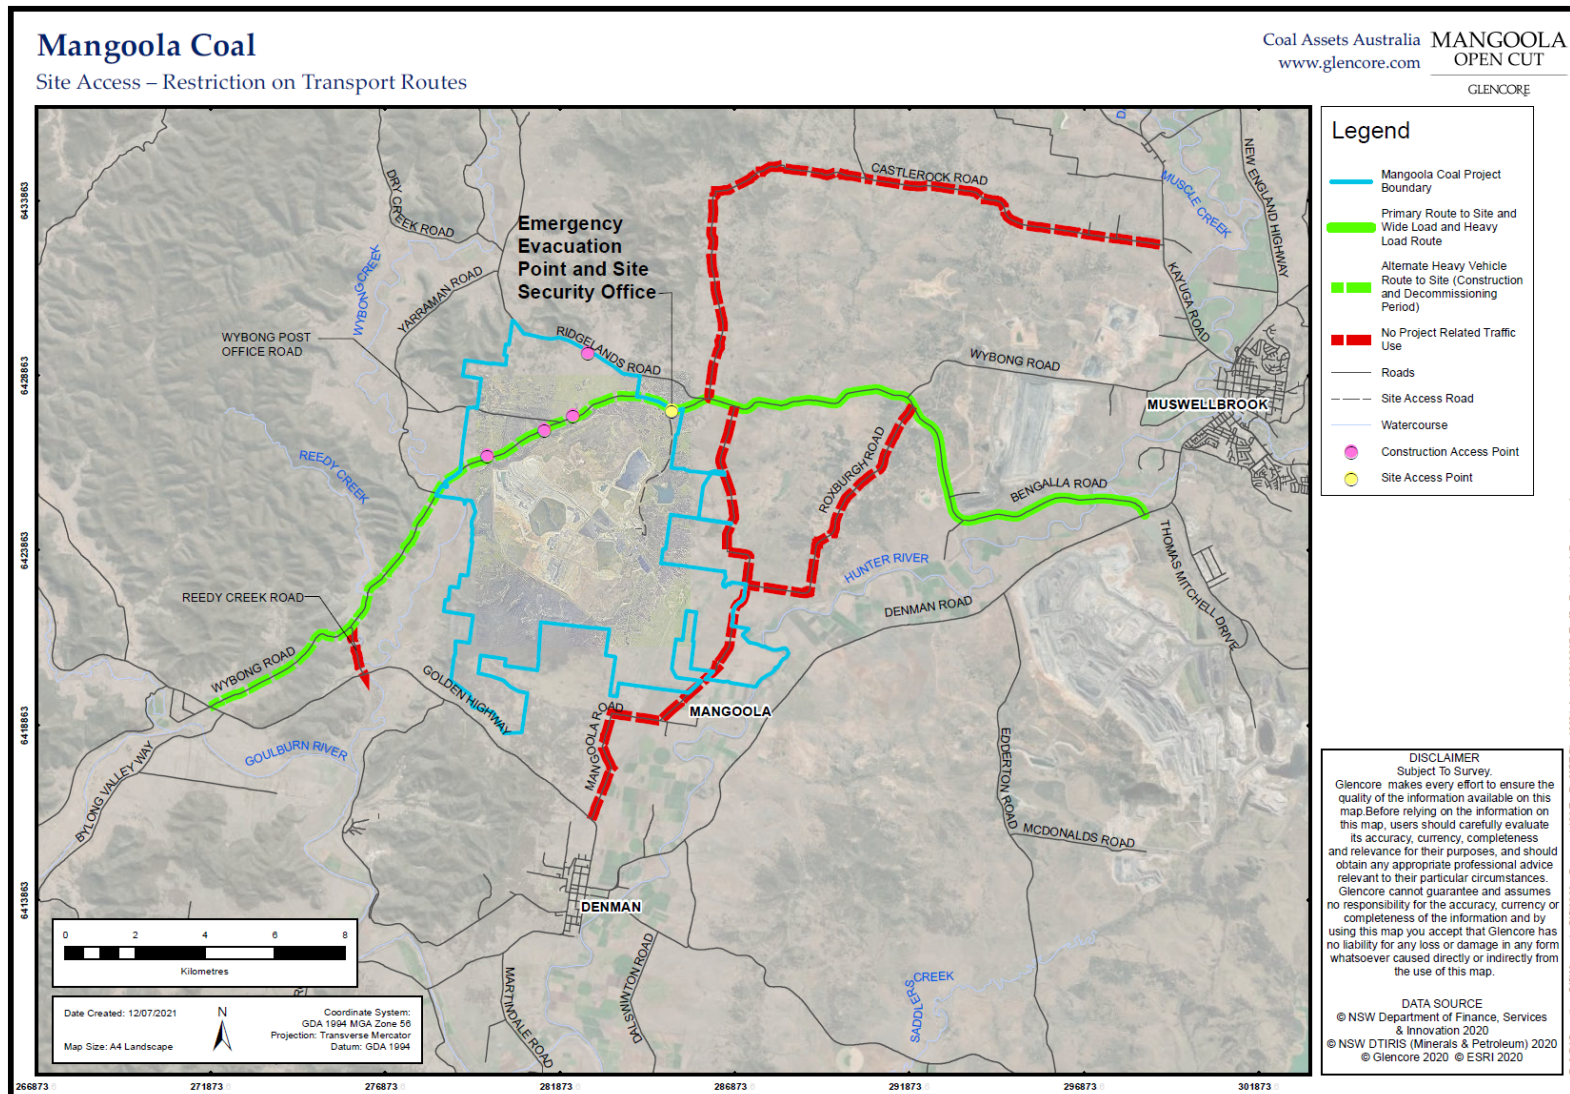 Mangoola Coal
Site Access – Restriction on Transport Routes
Coal Assets Australia
www.glencore.com
MANGOOLA
OPEN CUT
GLENCORE
Legend
Mangoola Coal Project
Boundary
Primary Route to Site and
Wide Load and Heavy
Load Route
Alternate Heavy Vehicle
Route to Site (Construction
and Decommissioning
Period)
No Project Related Traffic
Use
Roads
Site Access Road
Watercourse
Construction Access Point
Site Access Point
CASTLEROCK ROAD
NEW ENGLAND HIGHWAY
MUSCLE CREEK
DRY CREEK ROAD
Emergency
Evacuation
Point and Site
Security Office
WYBONG CREEK
YARRAMAN ROAD
KAYUGA ROAD
WYBONG POST
OFFICE ROAD
RIDGELANDS ROAD
WYBONG ROAD
MUSWELLBROOK
REEDY CREEK
ROXBURGH ROAD
BENGALLA ROAD
THOMAS MITCHELL DRIVE
HUNTER RIVER
DENMAN ROAD
REEDY CREEK ROAD
WYBONG ROAD
GOLDEN HIGHWAY
MANGOOLA ROAD
MANGOOLA
GOULBURN RIVER
BYLONG VALLEY WAY
EDDERTON ROAD
MCDONALDS ROAD
DENMAN
MARTINDALE ROAD
DALSWINTON ROAD
SADDLERS CREEK
6433863
6428863
6423863
6418863
6413863
0 2 4 6 8
Kilometres
Date Created: 12/07/2021
Map Size: A4 Landscape
N
Coordinate System:
GDA 1994 MGA Zone 56
Projection: Transverse Mercator
Datum: GDA 1994
266873.0 271873.0 276873.0 281873.0 286873.0 291873.0 296873.0 301873.0
DISCLAIMER
Subject To Survey.
Glencore makes every effort to ensure the
quality of the information available on this
map.Before relying on the information on
this map, users should carefully evaluate
its accuracy, currency, completeness
and relevance for their purposes, and should
obtain any appropriate professional advice
relevant to their particular circumstances.
Glencore cannot guarantee and assumes
no responsibility for the accuracy, currency or
completeness of the information and by
using this map you accept that Glencore has
no liability for any loss or damage in any form
whatsoever caused directly or indirectly from
the use of this map.
DATA SOURCE
© NSW Department of Finance, Services
& Innovation 2020
© NSW DTIRIS (Minerals & Petroleum) 2020
© Glencore 2020 © ESRI 2020